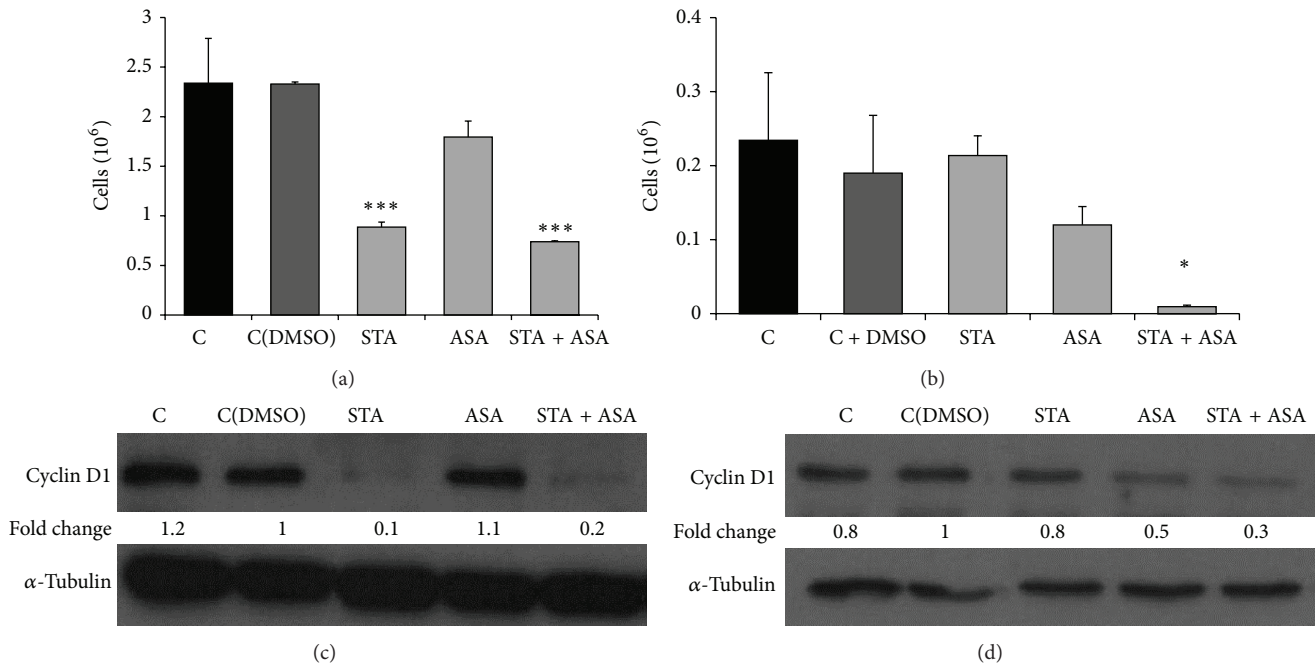 3
2.5
2
1.5
1
0.5
0
Cells (10⁶)
***
***
C C(DMSO) STA ASA STA + ASA
(a)
0.4
0.3
0.2
0.1
0
Cells (10⁶)
*
C C + DMSO STA ASA STA + ASA
(b)
C C(DMSO) STA ASA STA + ASA
Cyclin D1
Fold change 1.2 1 0.1 1.1 0.2
α-Tubulin
(c)
C C(DMSO) STA ASA STA + ASA
Cyclin D1
Fold change 0.8 1 0.8 0.5 0.3
α-Tubulin
(d)